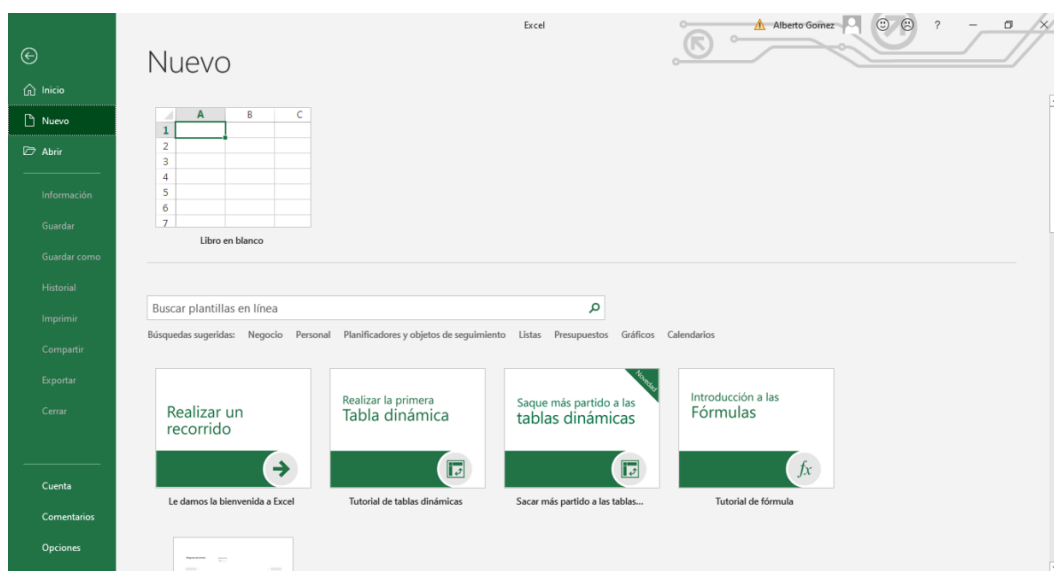 Excel
Alberto Gomez
?
Nuevo
Inicio
Nuevo
Abrir
Información
Guardar
Guardar como
Historial
Imprimir
Compartir
Exportar
Cerrar
Cuenta
Comentarios
Opciones
A B C
1
2
3
4
5
6
7
Libro en blanco
Buscar plantillas en línea
Búsquedas sugeridas: Negocio Personal Planificadores y objetos de seguimiento Listas Presupuestos Gráficos Calendarios
Realizar un
recorrido
Le damos la bienvenida a Excel
Realizar la primera
Tabla dinámica
Tutorial de tablas dinámicas
Novedad
Saque más partido a las
tablas dinámicas
Sacar más partido a las tablas...
Introducción a las
Fórmulas
fx
Tutorial de fórmula